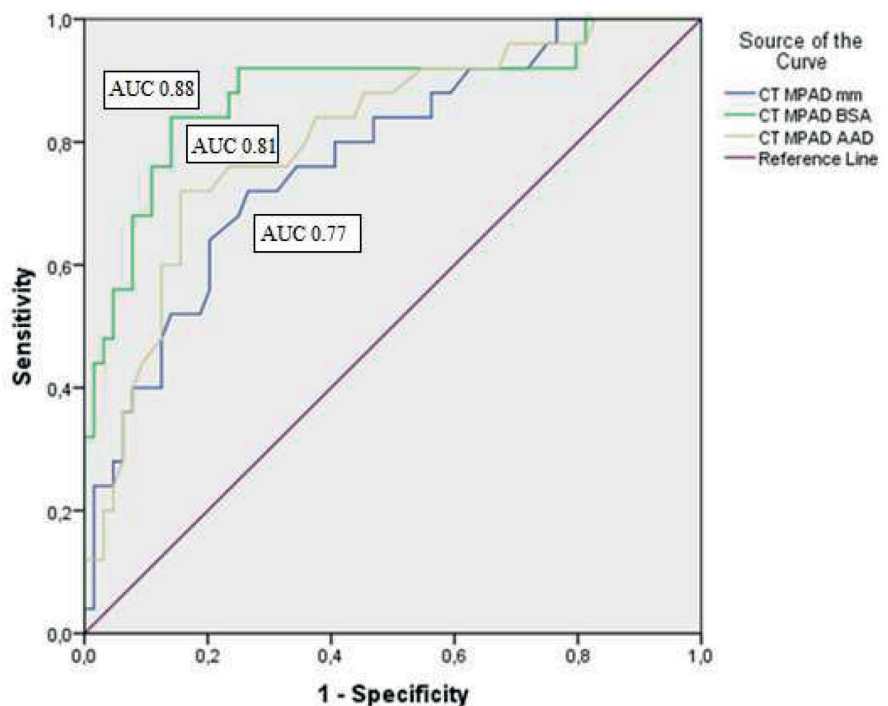 1,0
0,8
0,6
0,4
0,2
0,0
Sensitivity
AUC 0.88
AUC 0.81
AUC 0.77
0,0
0,2
0,4
0,6
0,8
1,0
1 - Specificity
Source of the
Curve
CT MPAD mm
CT MPAD BSA
CT MPAD AAD
Reference Line